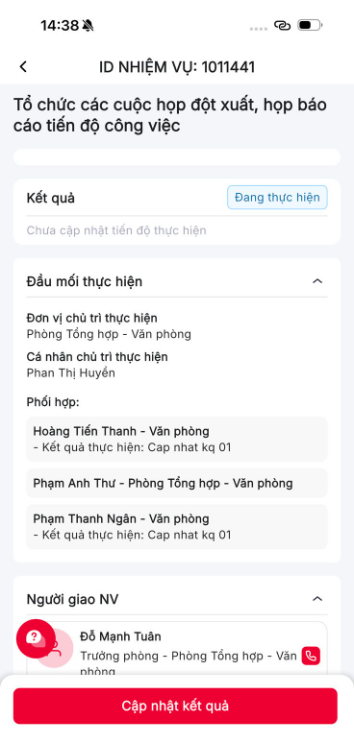 14:38
ID NHIỆM VỤ: 1011441
Tổ chức các cuộc họp đột xuất, họp báo
cáo tiến độ công việc
Kết quả
Đang thực hiện
Chưa cập nhật tiến độ thực hiện
Đầu mối thực hiện
Đơn vị chủ trì thực hiện
Phòng Tổng hợp - Văn phòng
Cá nhân chủ trì thực hiện
Phan Thị Huyền
Phối hợp:
Hoàng Tiến Thanh - Văn phòng
- Kết quả thực hiện: Cap nhat kq 01
Phạm Anh Thư - Phòng Tổng hợp - Văn phòng
Phạm Thanh Ngân - Văn phòng
- Kết quả thực hiện: Cap nhat kq 01
Người giao NV
Đỗ Mạnh Tuân
Trưởng phòng - Phòng Tổng hợp - Văn
phòng
Cập nhật kết quả